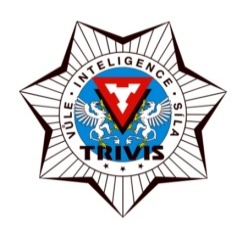 VŮLE · INTELIGENCE · SÍLA
TRIVIS